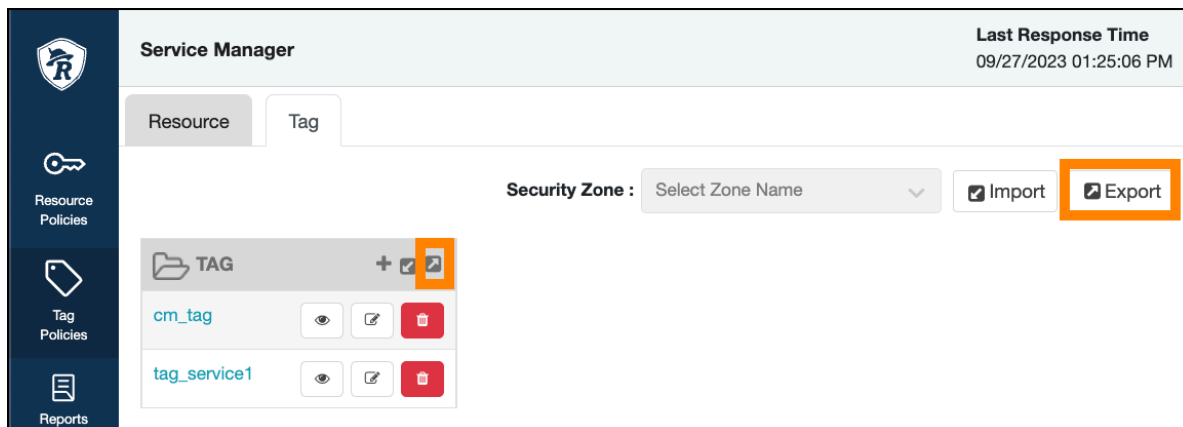 Service Manager
Last Response Time
09/27/2023 01:25:06 PM
Resource
Tag
Resource
Policies
Security Zone :
Select Zone Name
Import
Export
TAG
Tag
Policies
cm_tag
tag_service1
Reports